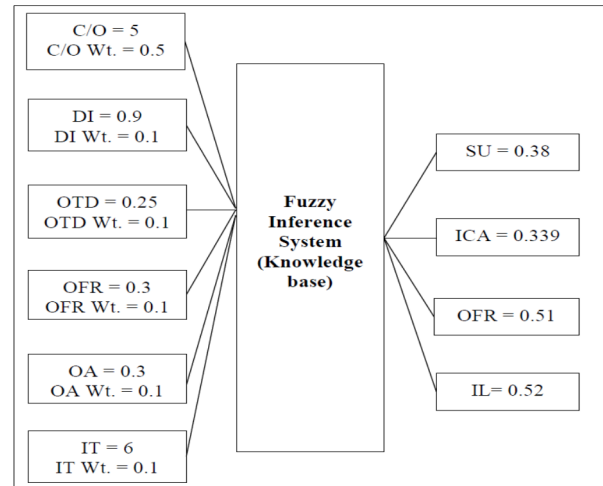 C/O = 5
C/O Wt. = 0.5
DI = 0.9
DI Wt. = 0.1
OTD = 0.25
OTD Wt. = 0.1
OFR = 0.3
OFR Wt. = 0.1
OA = 0.3
OA Wt. = 0.1
IT = 6
IT Wt. = 0.1
Fuzzy
Inference
System
(Knowledge
base)
SU = 0.38
ICA = 0.339
OFR = 0.51
IL= 0.52